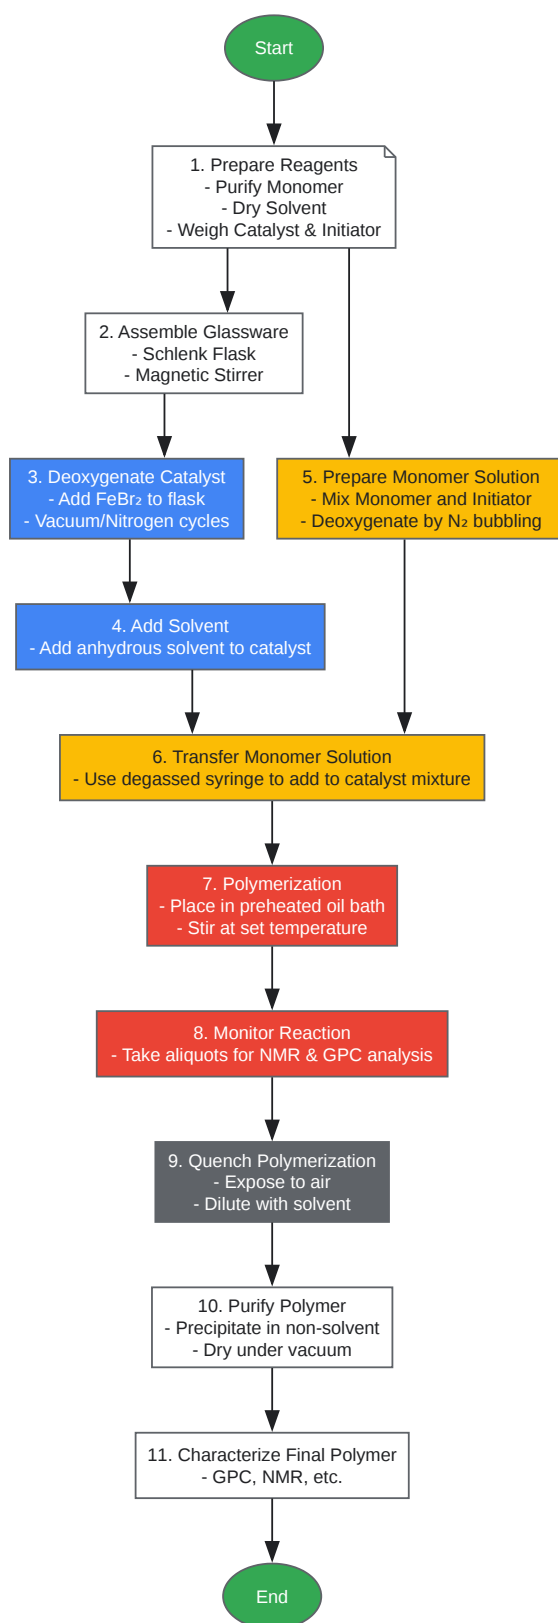 Start
1. Prepare Reagents
- Purify Monomer
- Dry Solvent
- Weigh Catalyst & Initiator
2. Assemble Glassware
- Schlenk Flask
- Magnetic Stirrer
3. Deoxygenate Catalyst
- Add FeBr₂ to flask
- Vacuum/Nitrogen cycles
5. Prepare Monomer Solution
- Mix Monomer and Initiator
- Deoxygenate by N₂ bubbling
4. Add Solvent
- Add anhydrous solvent to catalyst
6. Transfer Monomer Solution
- Use degassed syringe to add to catalyst mixture
7. Polymerization
- Place in preheated oil bath
- Stir at set temperature
8. Monitor Reaction
- Take aliquots for NMR & GPC analysis
9. Quench Polymerization
- Expose to air
- Dilute with solvent
10. Purify Polymer
- Precipitate in non-solvent
- Dry under vacuum
11. Characterize Final Polymer
- GPC, NMR, etc.
End